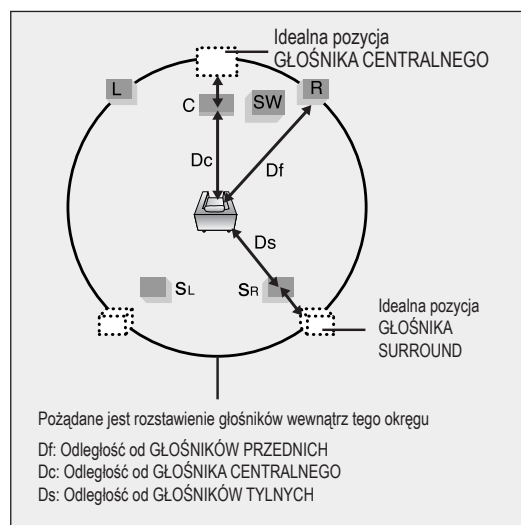 Idealna pozycja
GŁOŚNIKA CENTRALNEGO
L
R
C
SW
Dc
Df
Ds
SL
SR
Idealna pozycja
GŁOŚNIKA
SURROUND
Pożądane jest rozstawienie głośników wewnątrz tego okręgu
Df: Odległość od GŁOŚNIKÓW PRZEDNICH
Dc: Odległość od GŁOŚNIKA CENTRALNEGO
Ds: Odległość od GŁOŚNIKÓW TYLNYCH